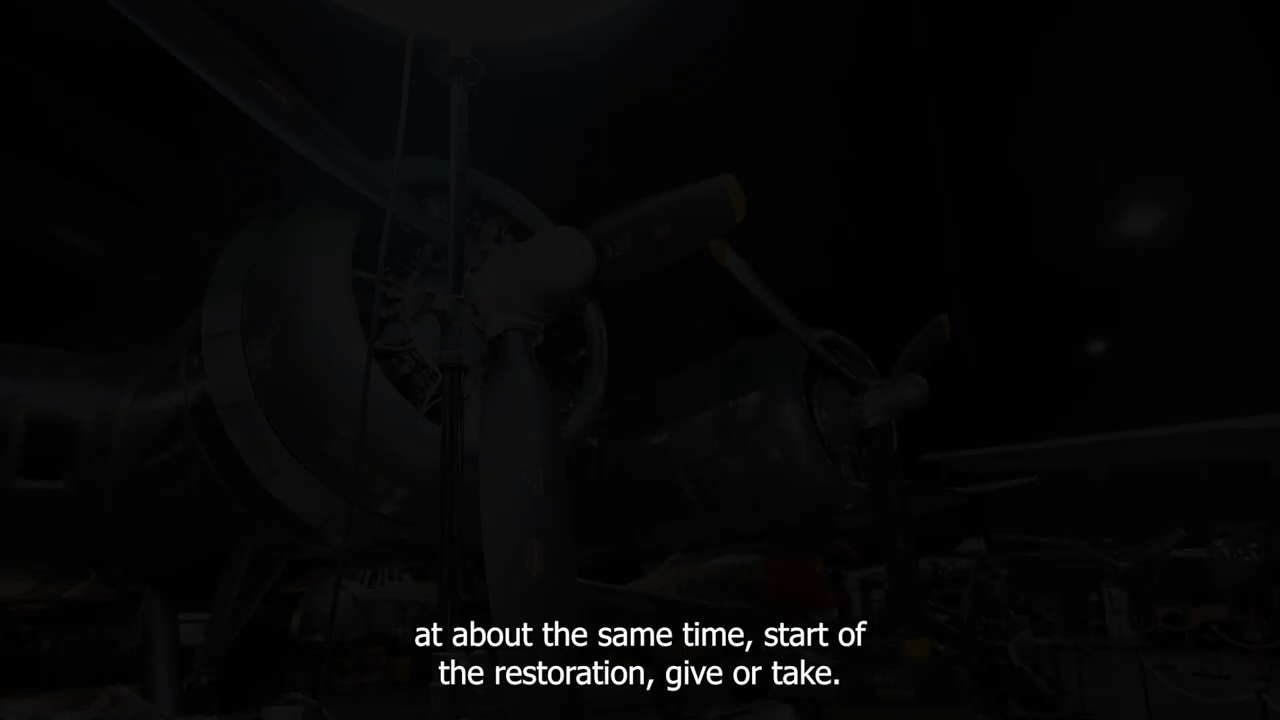 at about the same time, start of
the restoration, give or take.